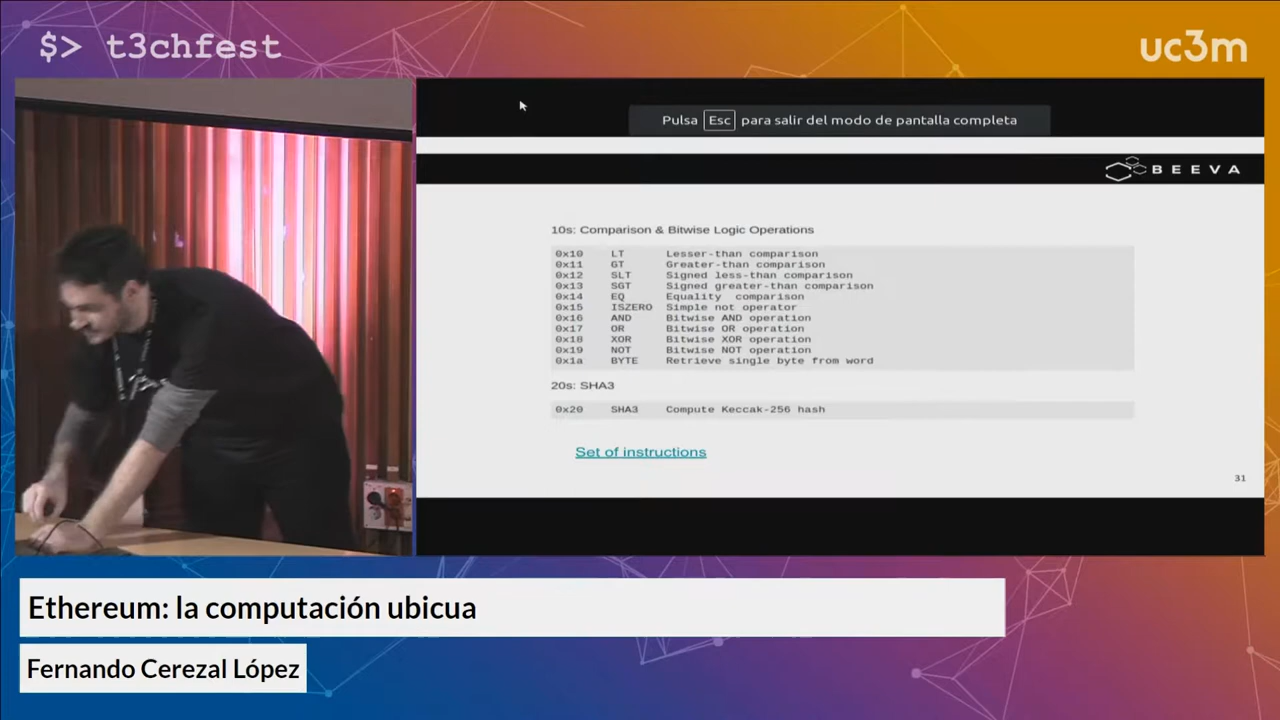 $> t3chfest
uc3m
Pulsa Esc para salir del modo de pantalla completa
BEEVA
10s: Comparison & Bitwise Logic Operations
0x10 LT Lesser-than comparison
0x11 GT Greater-than comparison
0x12 SLT Signed less-than comparison
0x13 SGT Signed greater-than comparison
0x14 EQ Equality comparison
0x15 ISZERO Simple not operator
0x16 AND Bitwise AND operation
0x17 OR Bitwise OR operation
0x18 XOR Bitwise XOR operation
0x19 NOT Bitwise NOT operation
0x1a BYTE Retrieve single byte from word
20s: SHA3
0x20 SHA3 Compute Keccak-256 hash
Set of instructions
31
Ethereum: la computación ubicua
Fernando Cerezal López